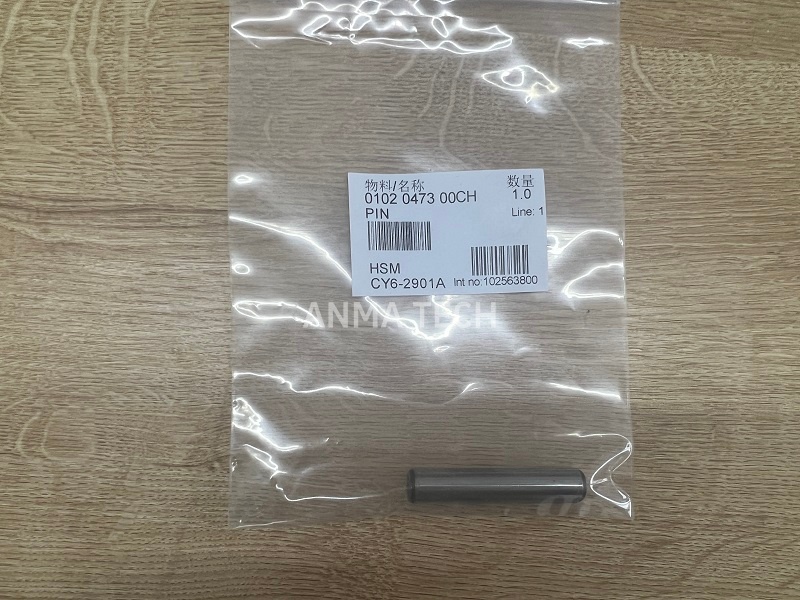 物料/名称 数量
0102 0473 00CH 1.0
PIN Line: 1
HSM
CY6-2901A Int no:102563800
ANMA TECH